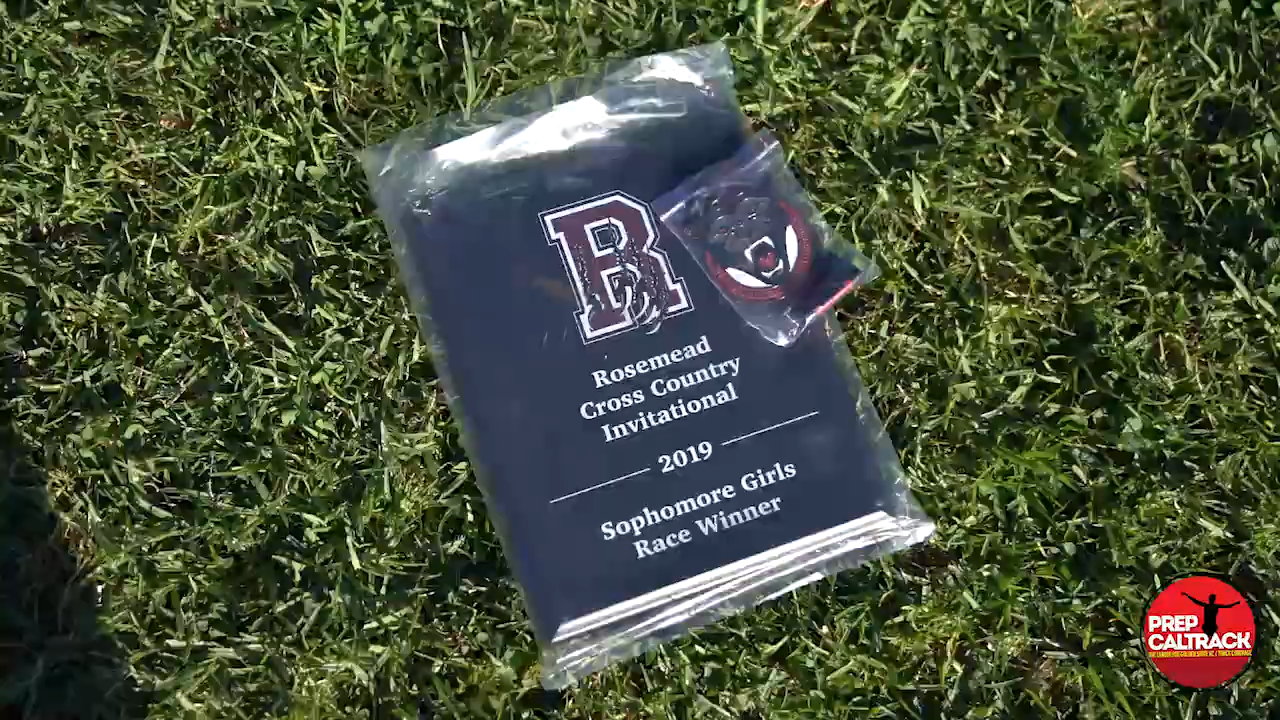 R
Rosemead
Cross Country
Invitational
2019
Sophomore Girls
Race Winner
PREP
CALTRACK